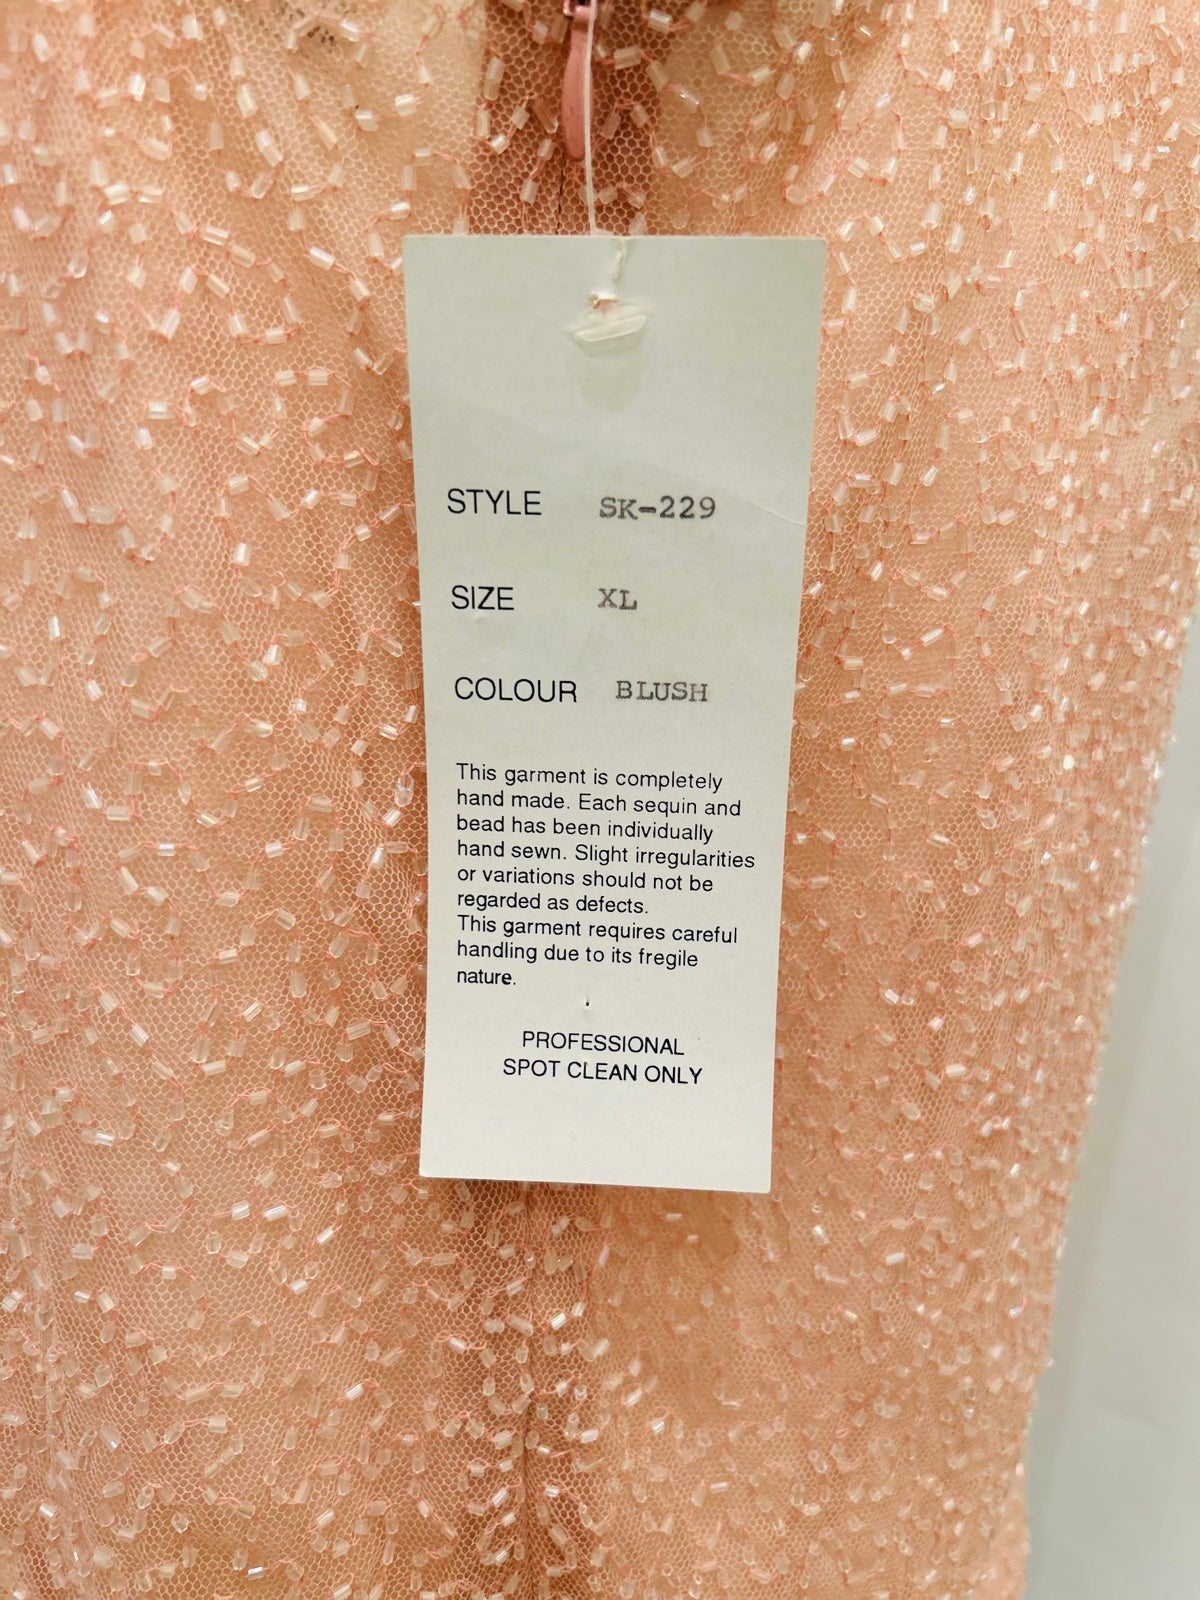 STYLE SK-229
SIZE XL
COLOUR BLUSH
This garment is completely
hand made. Each sequin and
bead has been individually
hand sewn. Slight irregularities
or variations should not be
regarded as defects.
This garment requires careful
handling due to its fregile
nature.
PROFESSIONAL
SPOT CLEAN ONLY